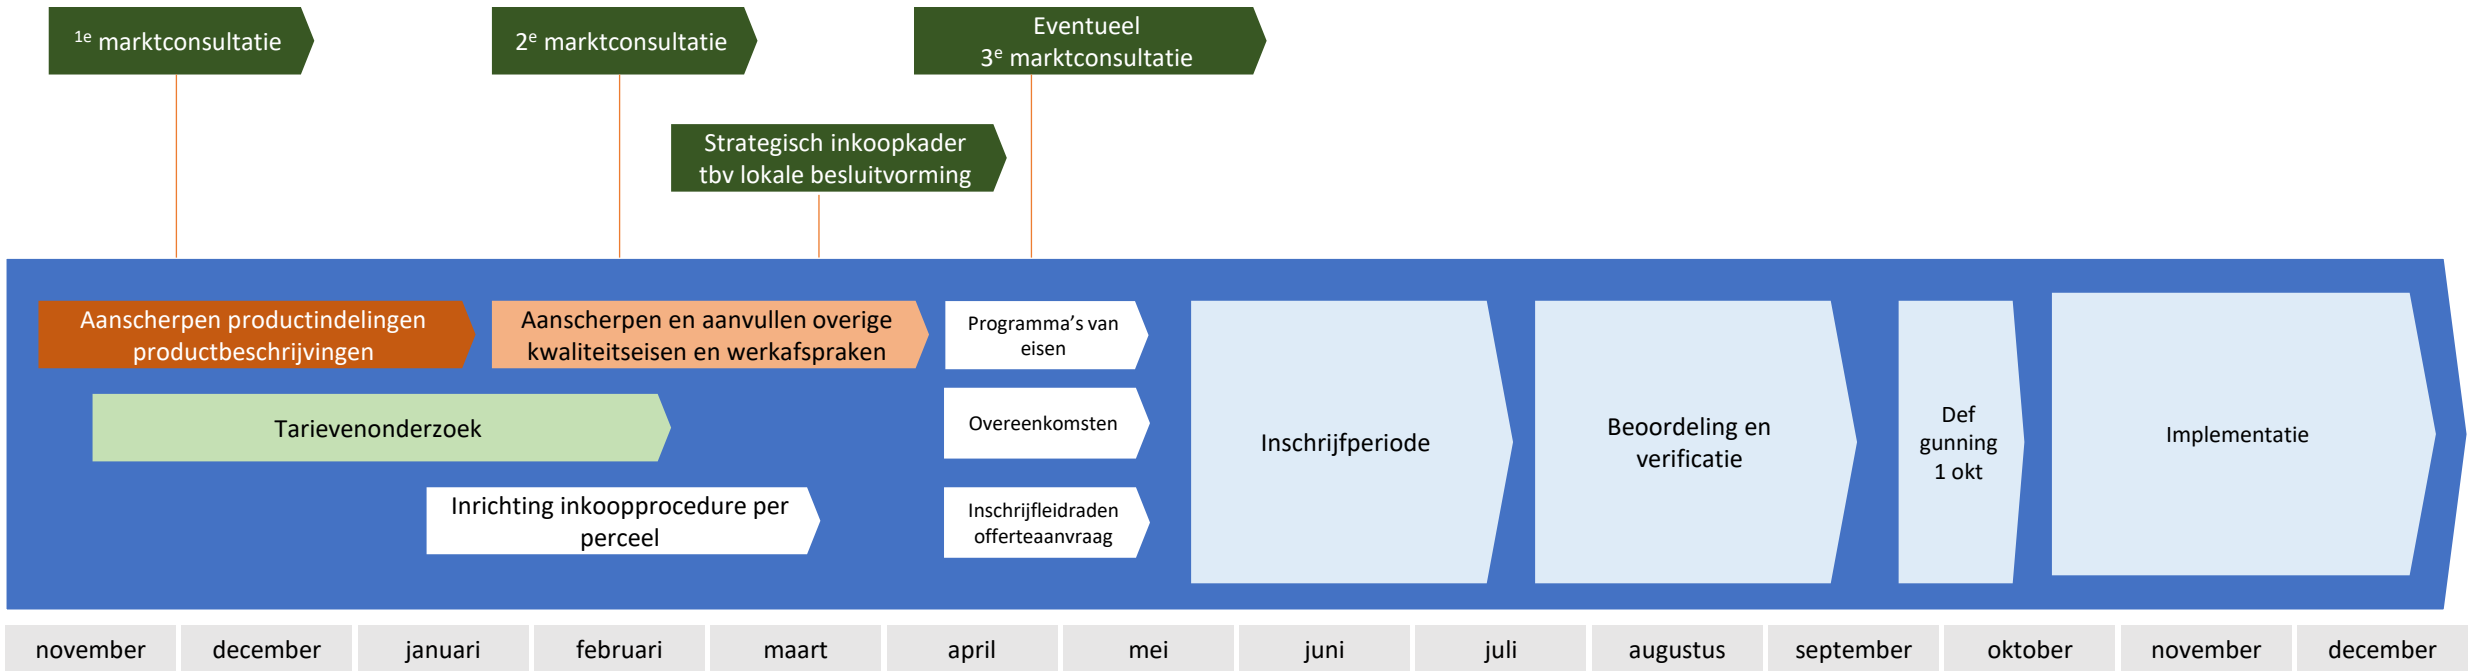 1e marktconsultatie
2e marktconsultatie
Eventueel
3e marktconsultatie
Strategisch inkoopkader
tbv lokale besluitvorming
Aanscherpen productindelingen
productbeschrijvingen
Aanscherpen en aanvullen overige
kwaliteitseisen en werkafspraken
Programma's van
eisen
Tarievenonderzoek
Overeenkomsten
Inrichting inkoopprocedure per
perceel
Inschrijfleidraden
offerteaanvraag
Inschrijfperiode
Beoordeling en
verificatie
Def
gunning
1 okt
Implementatie
november
december
januari
februari
maart
april
mei
juni
juli
augustus
september
oktober
november
december